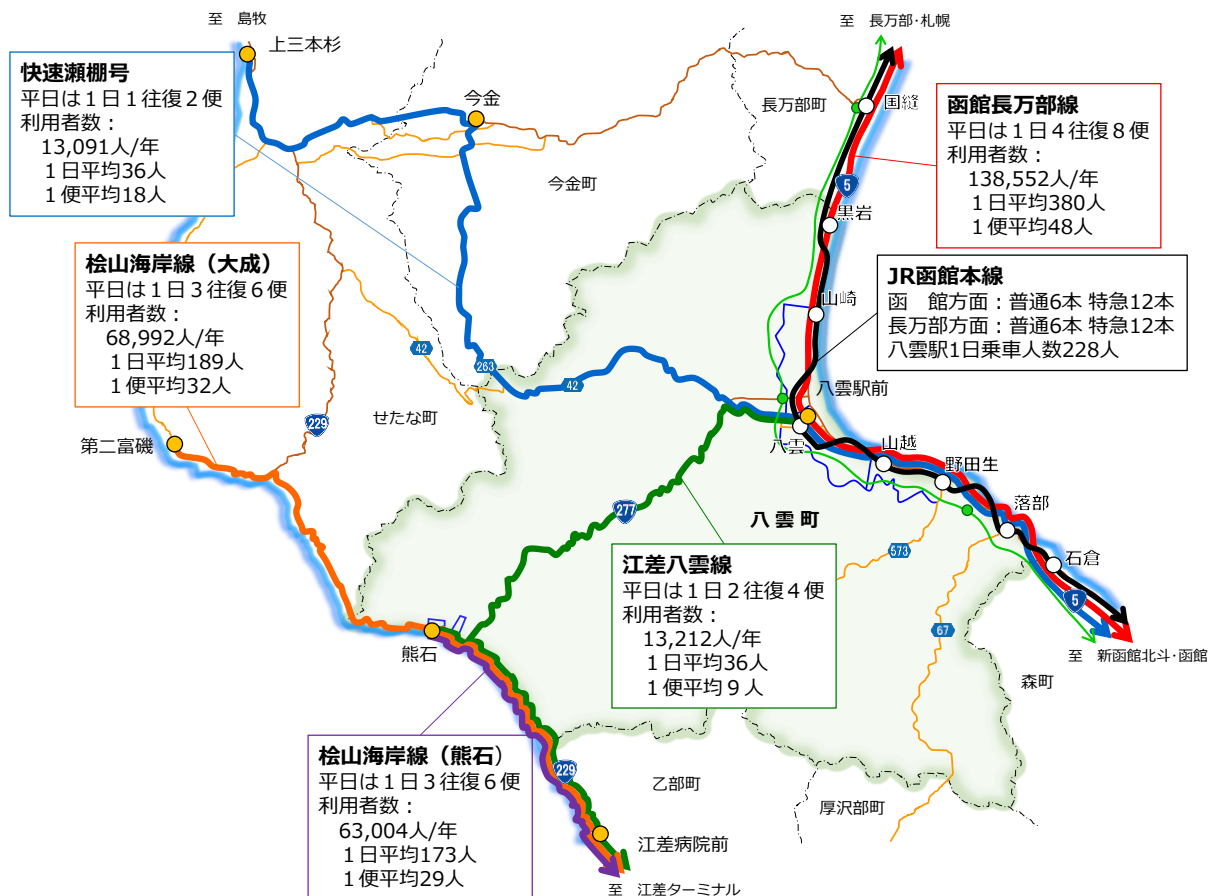 至　島牧
上三本杉
快速瀬棚号
平日は１日１往復２便
利用者数：
13,091人/年
１日平均36人
１便平均18人
今金
今金町
至　長万部・札幌
長万部町
国縫
5
黒岩
函館長万部線
平日は１日４往復８便
利用者数：
138,552人/年
１日平均380人
１便平均48人
桧山海岸線（大成）
平日は１日３往復６便
利用者数：
68,992人/年
１日平均189人
１便平均32人
JR函館本線
函　館方面：普通6本 特急12本
長万部方面：普通6本 特急12本
八雲駅1日乗車人数228人
山崎
42
263
42
八雲駅前
229
せたな町
第二富磯
八雲
山越
野田生
落部
石倉
277
八雲町
573
5
67
江差八雲線
平日は１日２往復４便
利用者数：
13,212人/年
１日平均36人
１便平均９人
熊石
至　新函館北斗・函館
森町
桧山海岸線（熊石）
平日は１日３往復６便
利用者数：
63,004人/年
１日平均173人
１便平均29人
229
乙部町
厚沢部町
江差病院前
至　江差ターミナル